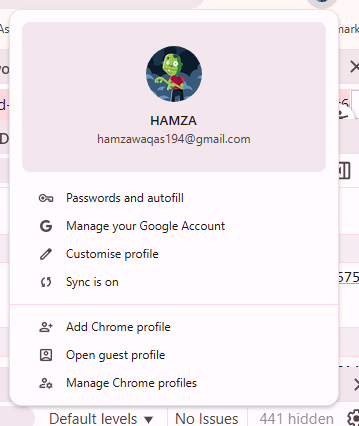 HAMZA
hamzawaqas194@gmail.com
Passwords and autofill
Manage your Google Account
Customise profile
Sync is on
Add Chrome profile
Open guest profile
Manage Chrome profiles
Default levels
No Issues
441 hidden